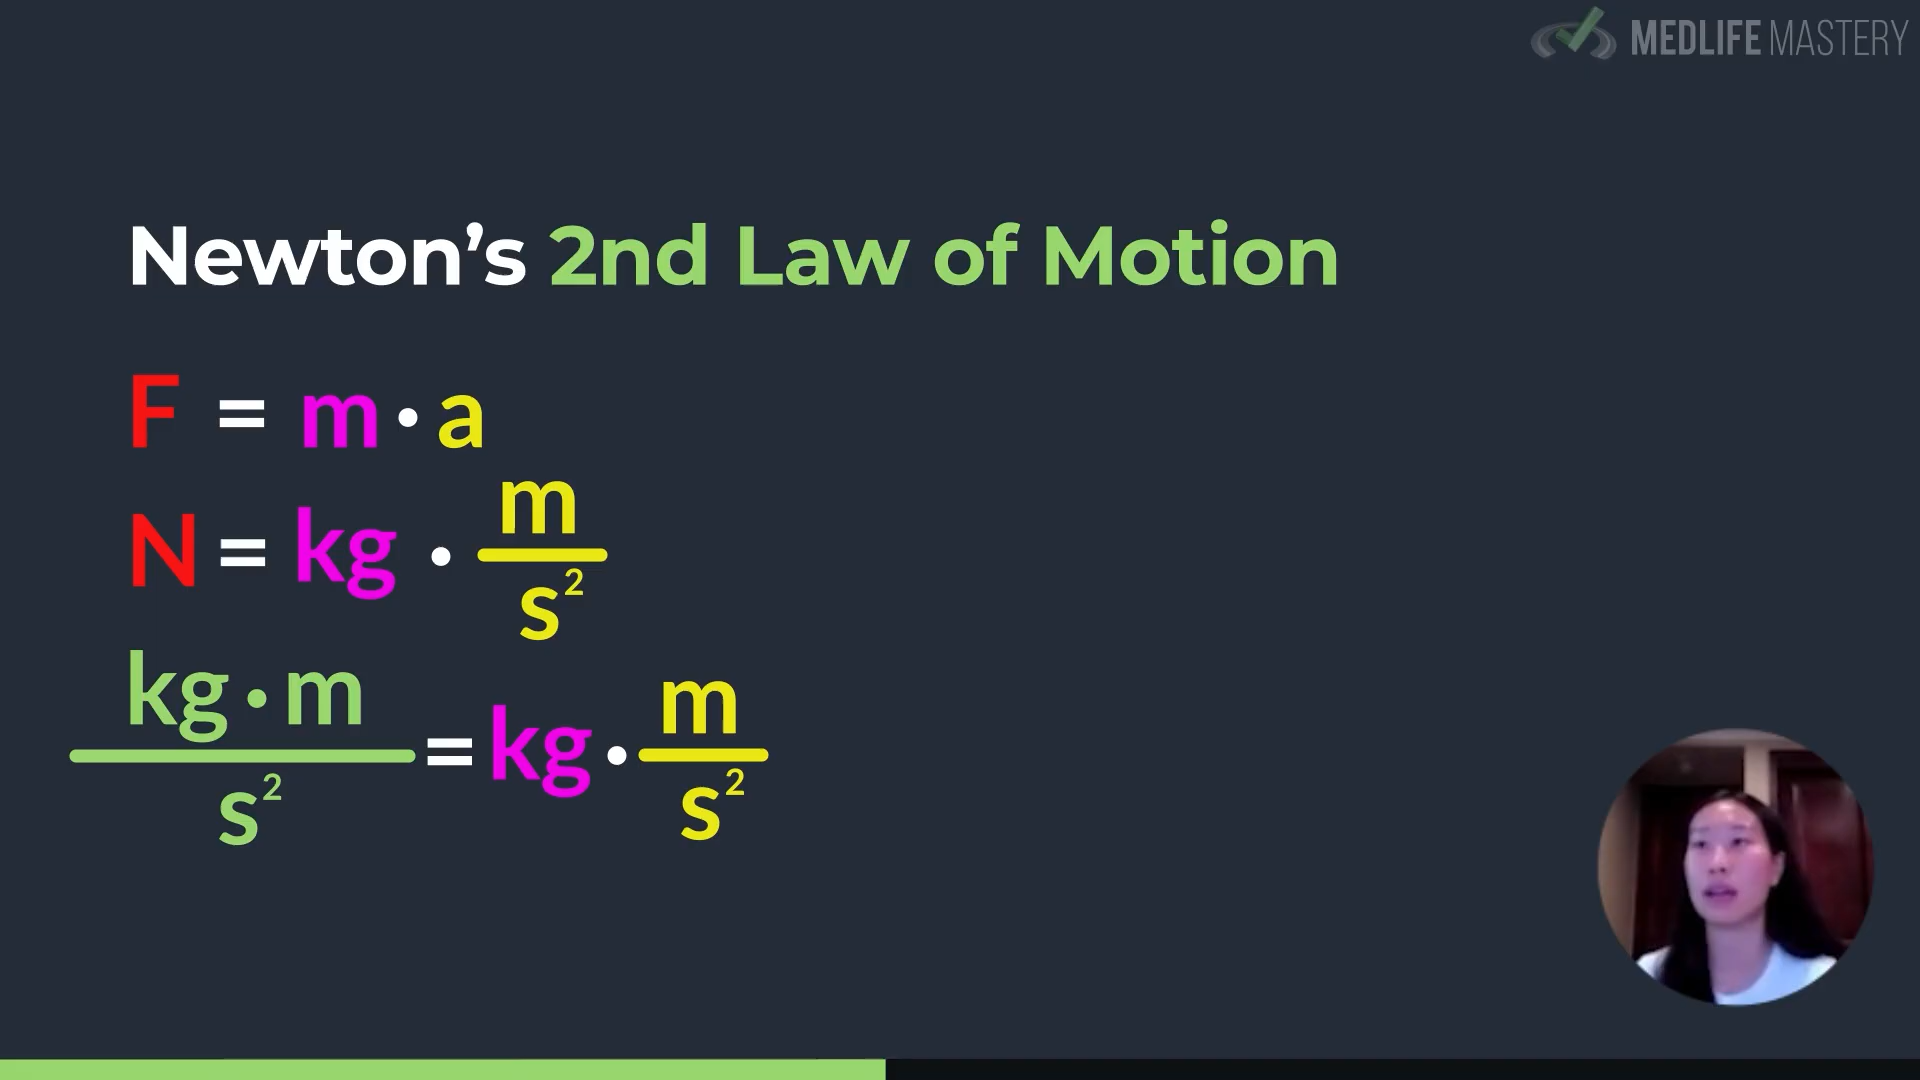 MEDLIFE MASTERY
Newton’s 2nd Law of Motion
F = m · a
N = kg · m/s²
kg · m/s² = kg · m/s²